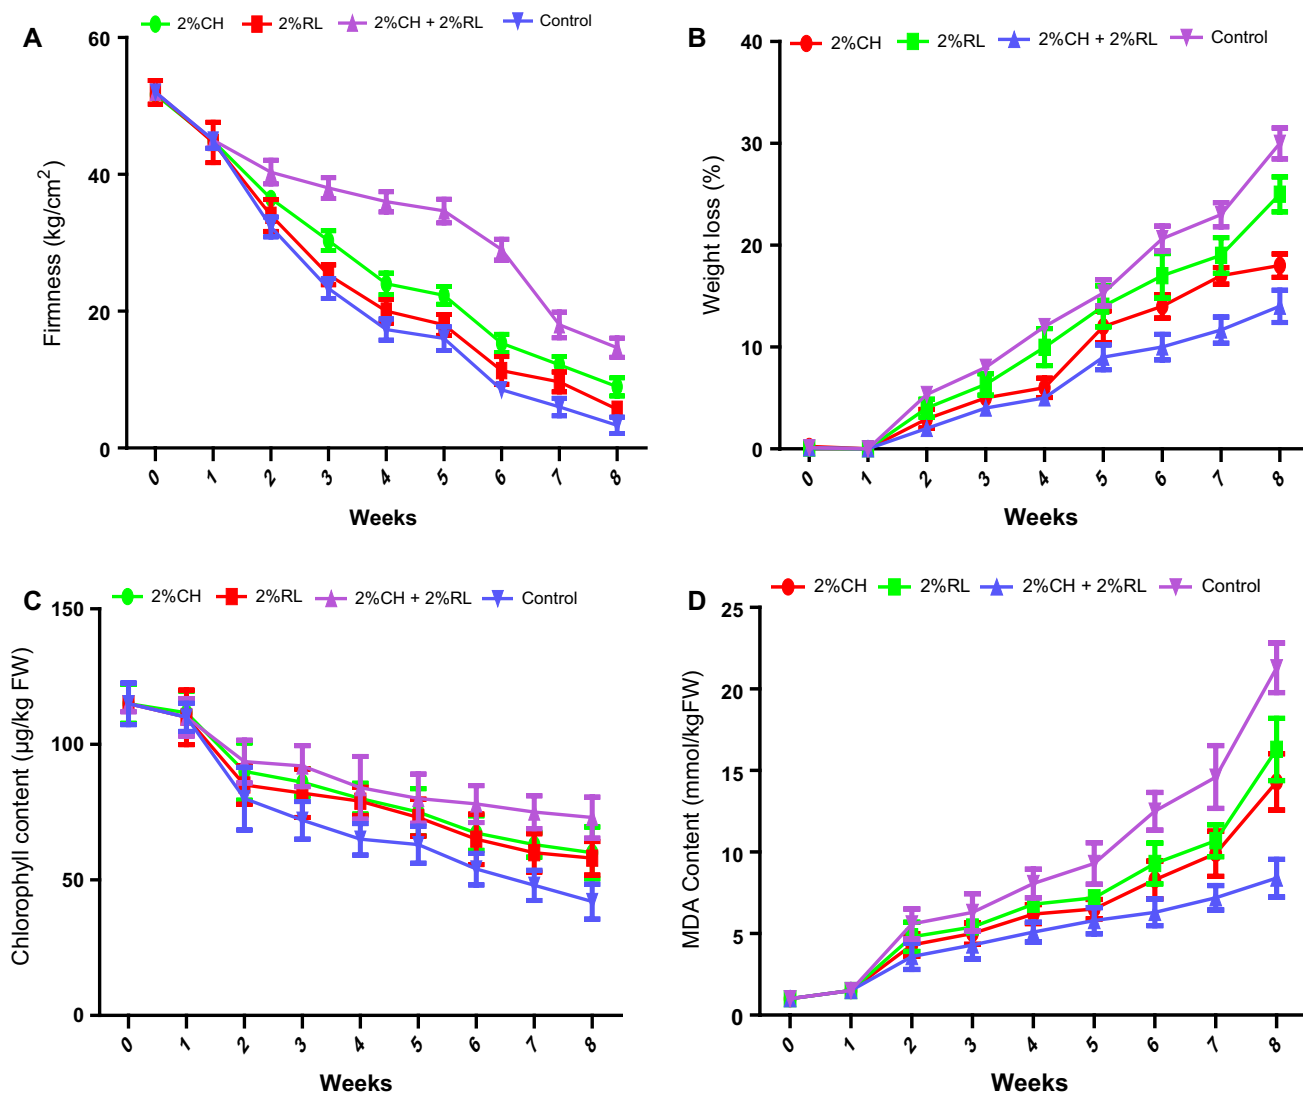 A
2%CH 2%RL 2%CH + 2%RL Control
60
40
20
0
Firmness (kg/cm²)
0 1 2 3 4 5 6 7 8
Weeks
B
2%CH 2%RL 2%CH + 2%RL Control
40
30
20
10
0
Weight loss (%)
0 1 2 3 4 5 6 7 8
Weeks
C
2%CH 2%RL 2%CH + 2%RL Control
150
100
50
0
Chlorophyll content (µg/kg FW)
0 1 2 3 4 5 6 7 8
Weeks
D
2%CH 2%RL 2%CH + 2%RL Control
25
20
15
10
5
0
MDA Content (mmol/kgFW)
0 1 2 3 4 5 6 7 8
Weeks